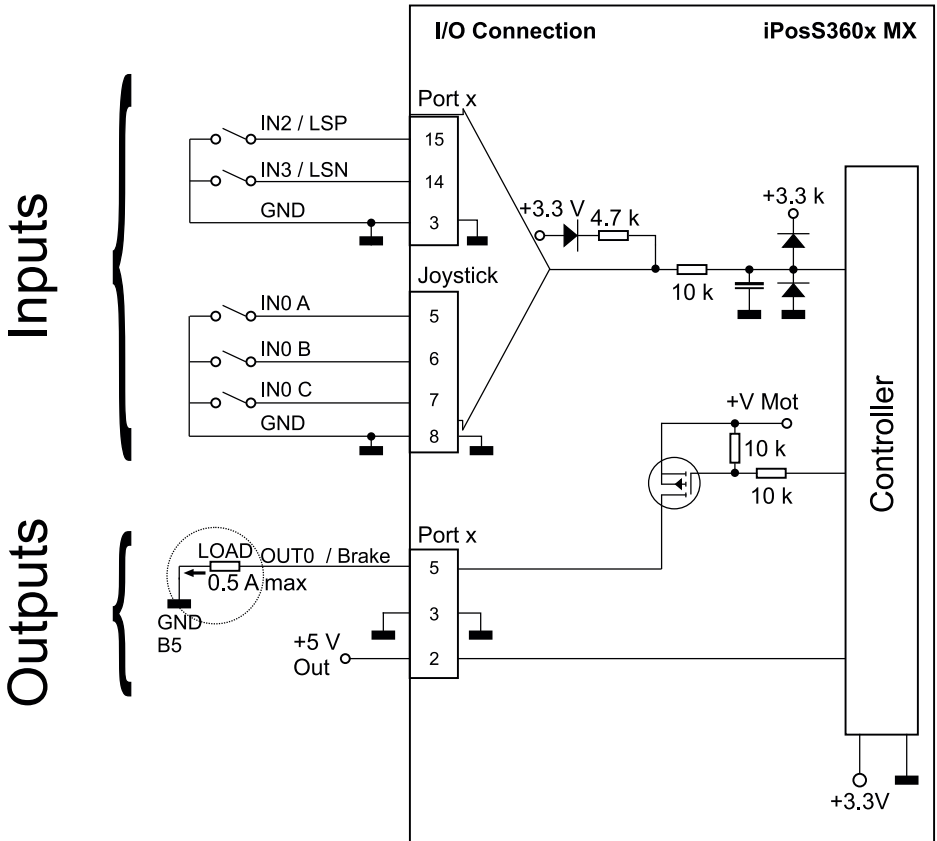 I/O Connection
iPosS360x MX
Inputs
Port x
IN2 / LSP
15
IN3 / LSN
14
GND
3
+3.3 V
4.7 k
+3.3 k
10 k
Joystick
IN0 A
5
IN0 B
6
IN0 C
7
GND
8
+V Mot
10 k
10 k
Controller
Outputs
Port x
LOAD
OUT0 / Brake
5
0.5 A max
GND
B5
3
+5 V
Out
2
+3.3V